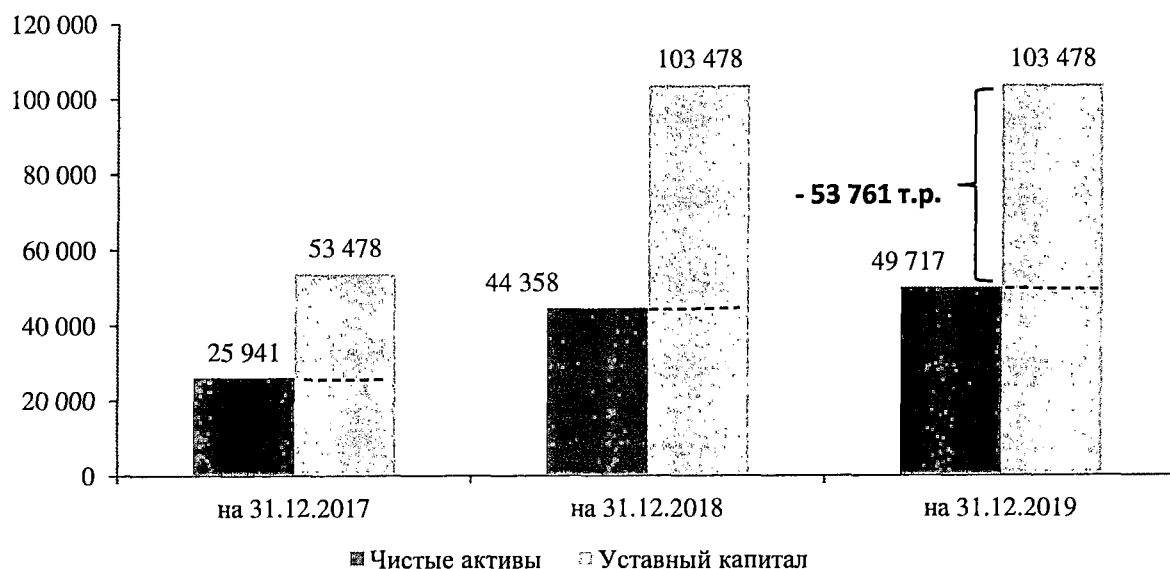 120 000
103 478
103 478
100 000
80 000
- 53 761 т.р.
60 000
53 478
49 717
44 358
40 000
25 941
20 000
0
на 31.12.2017
на 31.12.2018
на 31.12.2019
Чистые активы
Уставный капитал